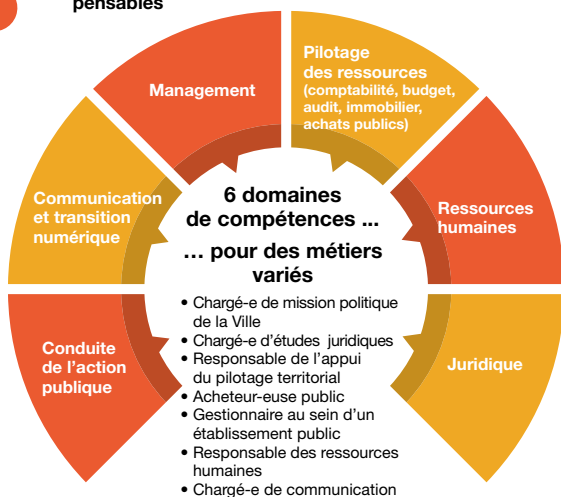 pensables
Management
Pilotage
des ressources
(comptabilité, budget,
audit, immobilier,
achats publics)
Communication
et transition
numérique
Ressources
humaines
Conduite
de l'action
publique
Juridique
6 domaines
de compétences ...
... pour des métiers
variés
• Chargé-e de mission politique
de la Ville
• Chargé-e d'études juridiques
• Responsable de l'appui
du pilotage territorial
• Acheteur-euse public
• Gestionnaire au sein d'un
établissement public
• Responsable des ressources
humaines
• Chargé-e de communication